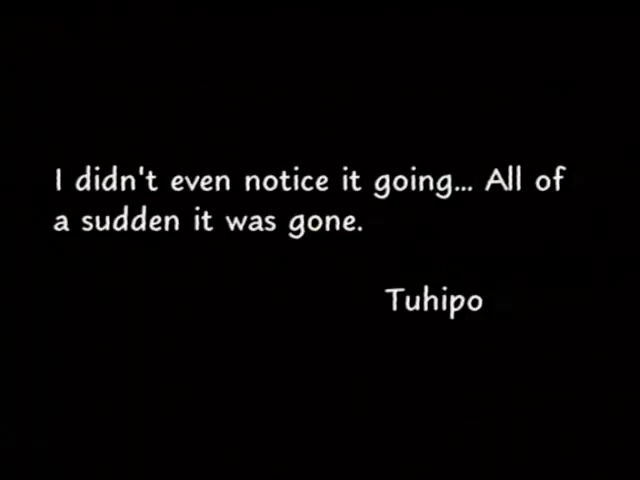 I didn't even notice it going... All of
a sudden it was gone.
Tuhipo